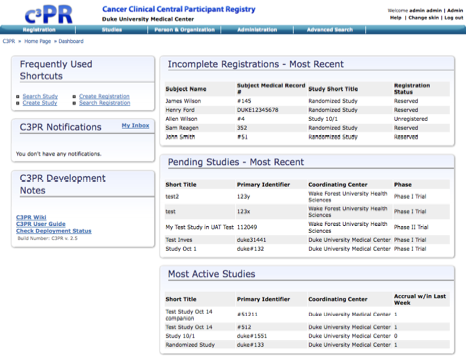 C3PR
Cancer Clinical Central Participant Registry
Duke University Medical Center
Welcome admin admin | Admin
Help | Change skin | Log out
Registration Studies Person & Organization Administration Advanced Search
C3PR > Home Page > Dashboard
Frequently Used Shortcuts
Search Study Create Registration
Create Study Search Registration
C3PR Notifications My Inbox
You don't have any notifications.
C3PR Development Notes
C3PR Wiki
C3PR User Guide
Check Deployment Status
Build Number: C3PR v. 2.5
Incomplete Registrations - Most Recent
Subject Name Subject Medical Record # Study Short Title Registration Status
James Wilson #145 Randomized Study Reserved
Henry Ford DUKE12345678 Randomized Study Reserved
Allen Wilson #4 Study 10/1 Unregistered
Sam Reagen 352 Randomized Study Reserved
John Smith #51 Randomized Study Reserved
Pending Studies - Most Recent
Short Title Primary Identifier Coordinating Center Phase
test2 123y Wake Forest University Health Sciences Phase I Trial
test 123x Wake Forest University Health Sciences Phase I Trial
My Test Study in UAT Test 112049 Wake Forest University Health Sciences Phase II Trial
Test Inves duke31441 Duke University Medical Center Phase I Trial
Study Oct 1 duke#132 Duke University Medical Center Phase I Trial
Most Active Studies
Short Title Primary Identifier Coordinating Center Accrual w/in Last Week
Test Study Oct 14 companion #51211 Duke University Medical Center 1
Test Study Oct 14 #512 Duke University Medical Center 1
Study 10/1 duke#1551 Duke University Medical Center 0
Randomized Study duke#133 Duke University Medical Center 1